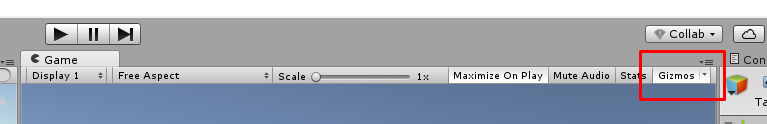 Collab
Game
Display 1 Free Aspect Scale 1x Maximize On Play Mute Audio Stats Gizmos